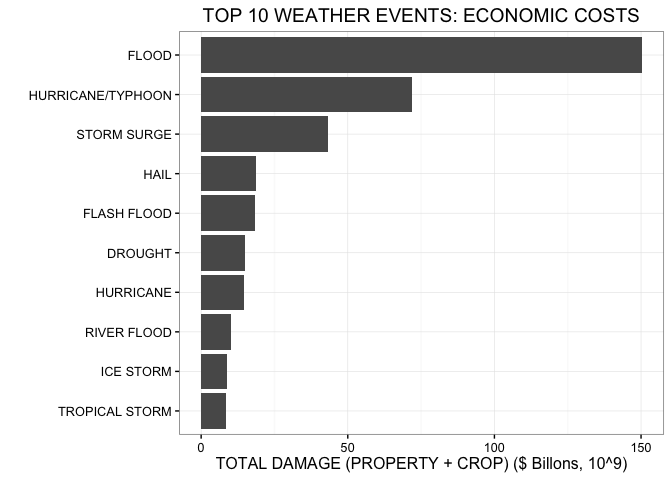 TOP 10 WEATHER EVENTS: ECONOMIC COSTS
FLOOD
HURRICANE/TYPHOON
STORM SURGE
HAIL
FLASH FLOOD
DROUGHT
HURRICANE
RIVER FLOOD
ICE STORM
TROPICAL STORM
0 50 100 150
TOTAL DAMAGE (PROPERTY + CROP) ($ Billons, 10^9)